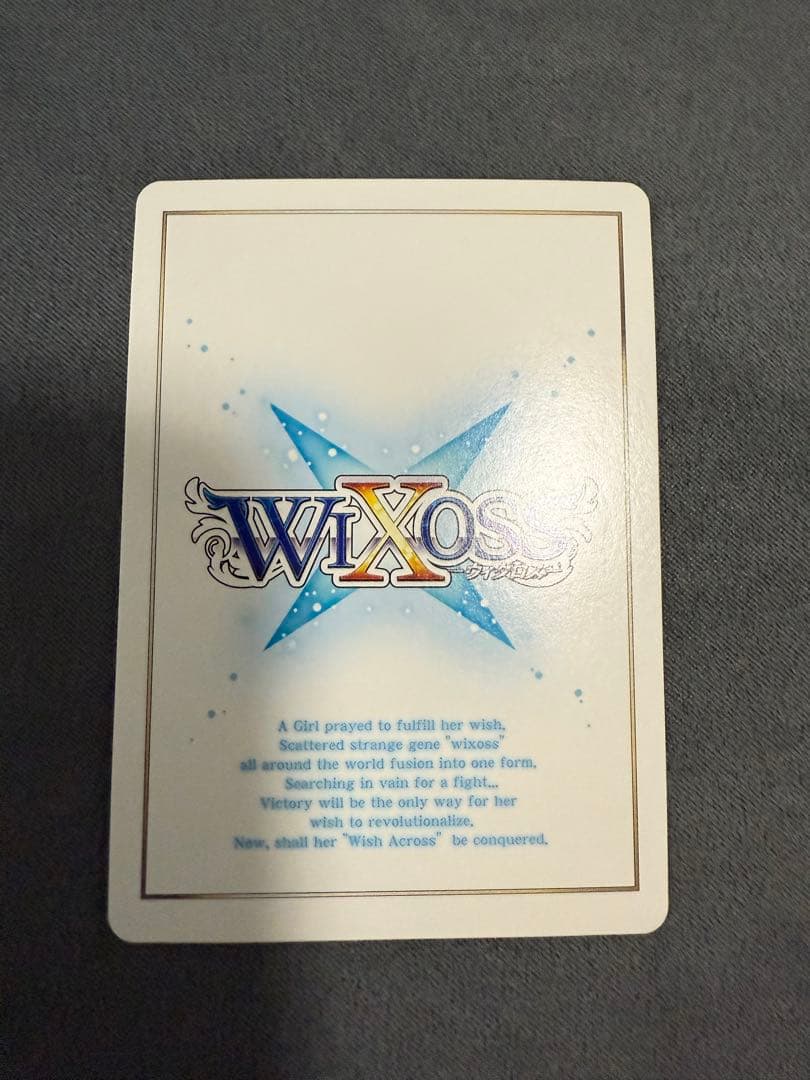 WIXOSS
ウィクロス
A Girl prayed to fulfill her wish.
Scattered strange gene "wixoss"
all around the world fusion into one form.
Searching in vain for a fight...
Victory will be the only way for her
wish to revolutionalize.
Now, shall her "Wish Across" be conquered.